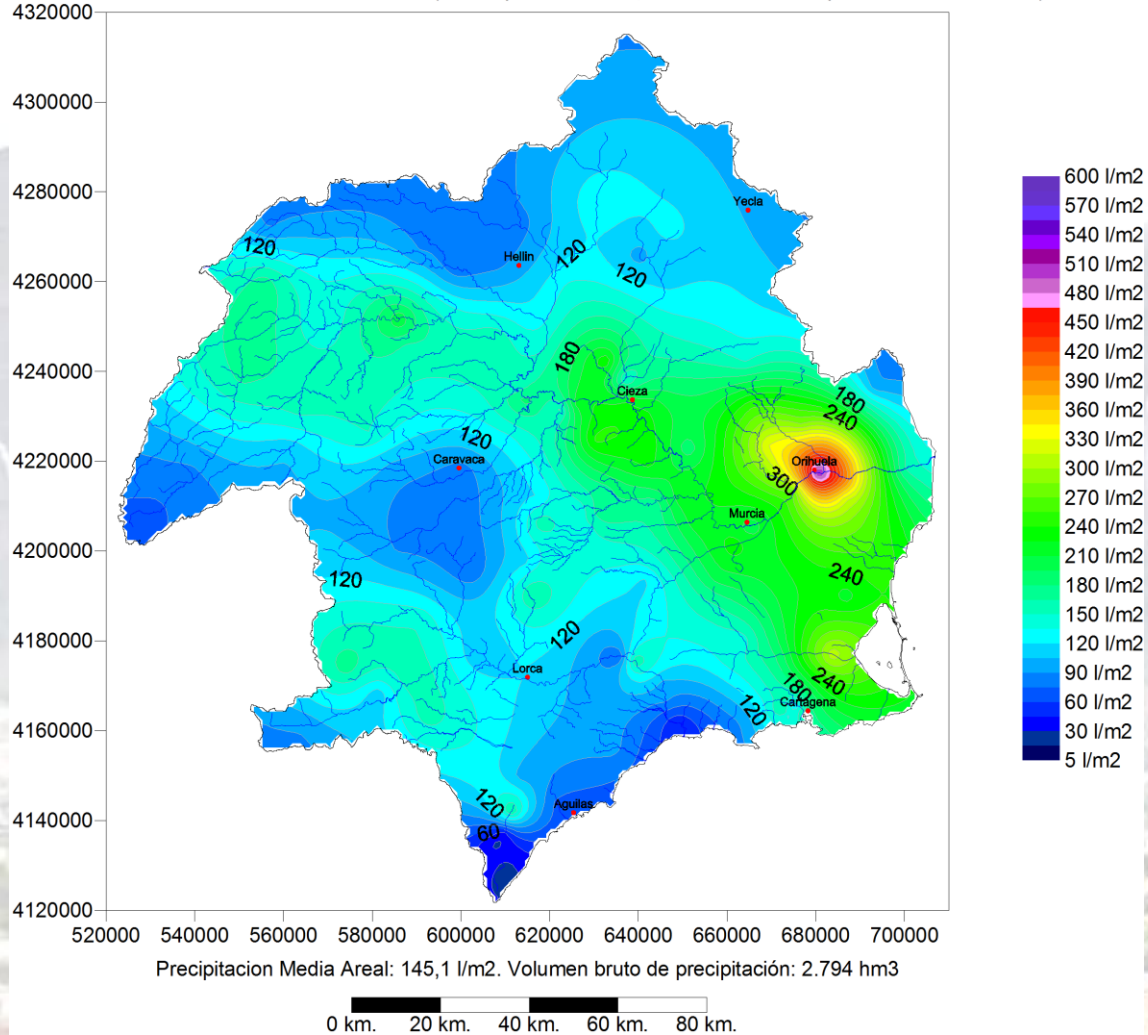 4320000
4300000
4280000
4260000
4240000
4220000
4200000
4180000
4160000
4140000
4120000
520000 540000 560000 580000 600000 620000 640000 660000 680000 700000
Yecla
120
Hellin
120
120
180
Cieza
180
240
120
Caravaca
Orihuela
300
Murcia
120
240
120
Lorca
240
180
Cartagena
120
120
Aguilas
60
600 l/m2
570 l/m2
540 l/m2
510 l/m2
480 l/m2
450 l/m2
420 l/m2
390 l/m2
360 l/m2
330 l/m2
300 l/m2
270 l/m2
240 l/m2
210 l/m2
180 l/m2
150 l/m2
120 l/m2
90 l/m2
60 l/m2
30 l/m2
5 l/m2
Precipitacion Media Areal: 145,1 l/m2. Volumen bruto de precipitación: 2.794 hm3
0 km. 20 km. 40 km. 60 km. 80 km.